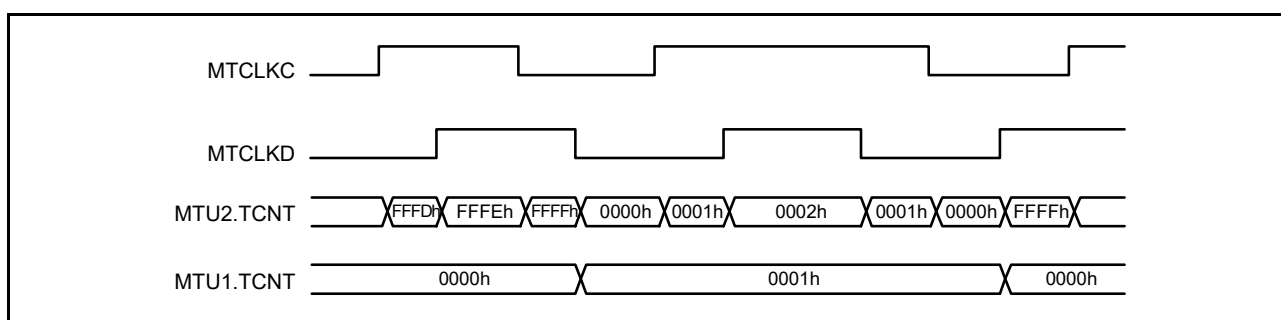 MTCLKC
MTCLKD
MTU2.TCNT FFFDh FFFEh FFFFh 0000h 0001h 0002h 0001h 0000h FFFFh
MTU1.TCNT 0000h 0001h 0000h